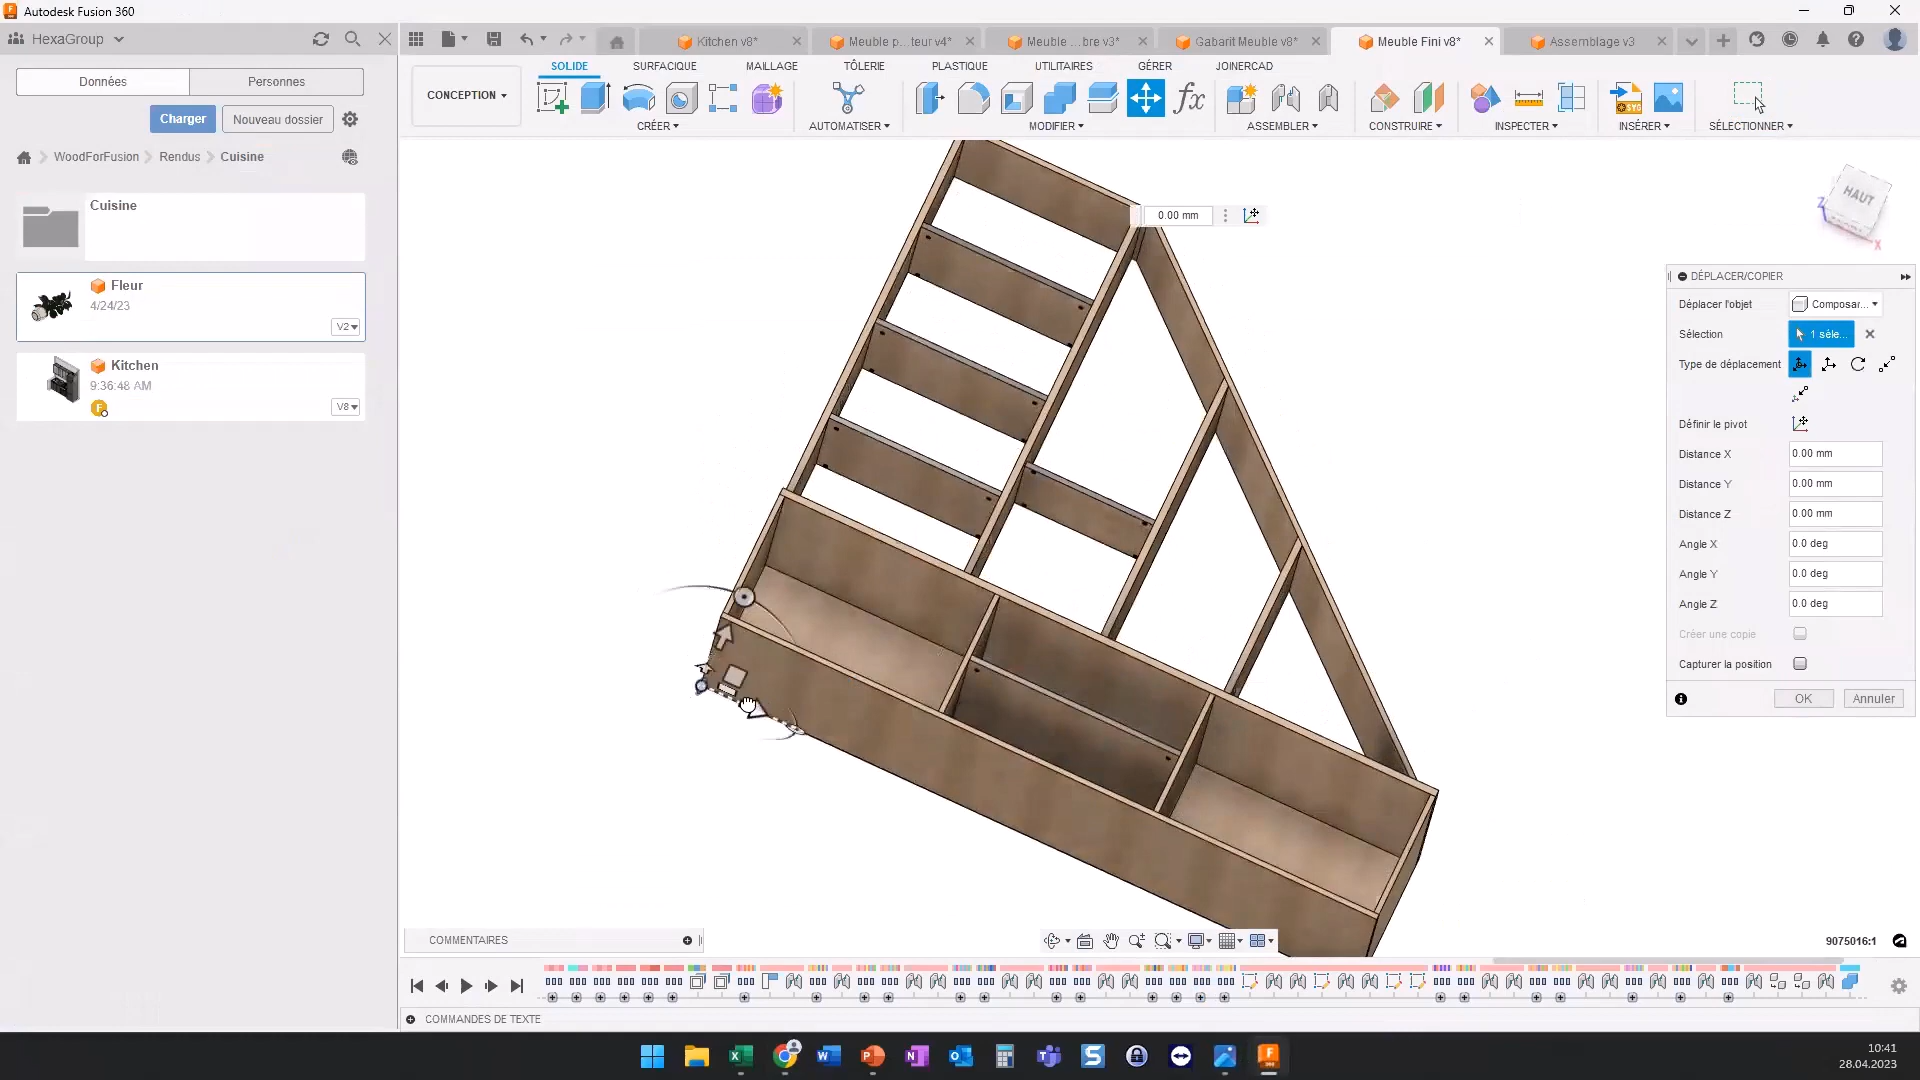 Autodesk Fusion 360
HexaGroup
Données
Personnes
Charger
Nouveau dossier
WoodForFusion
Rendus
Cuisine
Cuisine
Fleur
4/24/23
V2
Kitchen
9:36:48 AM
V8
Kitchen v8*
Meuble p...teur v4*
Meuble ...bre v3*
Gabarit Meuble v8*
Meuble Fini v8*
Assemblage v3
SOLIDE
SURFACIQUE
MAILLAGE
TÔLERIE
PLASTIQUE
UTILITAIRES
GÉRER
JOINERCAD
CONCEPTION
CRÉER
AUTOMATISER
MODIFIER
ASSEMBLER
CONSTRUIRE
INSPECTER
INSÉRER
SÉLECTIONNER
0.00 mm
HAUT
Z
X
DÉPLACER/COPIER
Déplacer l'objet
Composar...
Sélection
1 séle...
Type de déplacement
Définir le pivot
Distance X
0.00 mm
Distance Y
0.00 mm
Distance Z
0.00 mm
Angle X
0.0 deg
Angle Y
0.0 deg
Angle Z
0.0 deg
Créer une copie
Capturer la position
OK
Annuler
COMMENTAIRES
9075016:1
COMMANDES DE TEXTE
10:41
28.04.2023